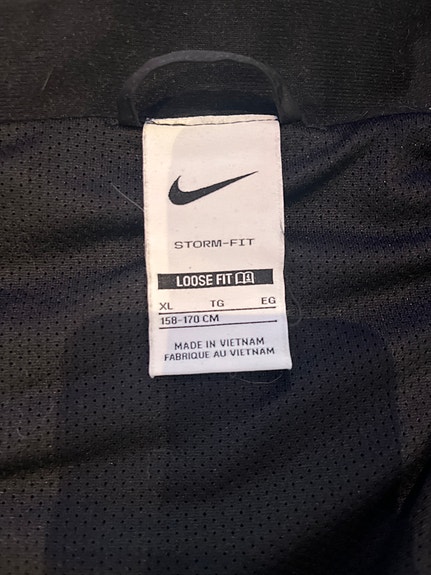 STORM-FIT
LOOSE FIT
XL TG EG
158-170 CM
MADE IN VIETNAM
FABRIQUE AU VIETNAM